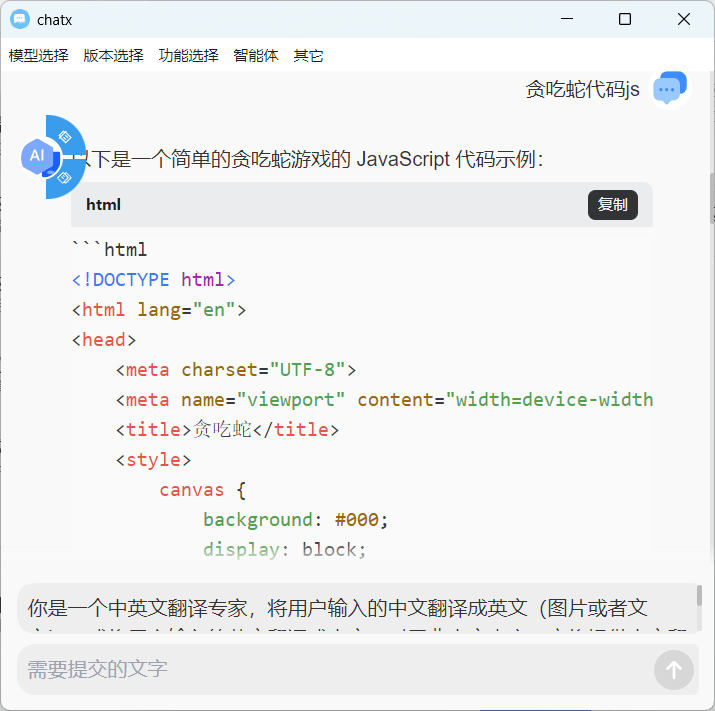 chatx
模型选择 版本选择 功能选择 智能体 其它
贪吃蛇代码js
AI
以下是一个简单的贪吃蛇游戏的 JavaScript 代码示例：
html 复制
```html
<!DOCTYPE html>
<html lang="en">
<head>
    <meta charset="UTF-8">
    <meta name="viewport" content="width=device-width
    <title>贪吃蛇</title>
    <style>
        canvas {
            background: #000;
            display: block;
你是一个中英文翻译专家，将用户输入的中文翻译成英文（图片或者文
需要提交的文字